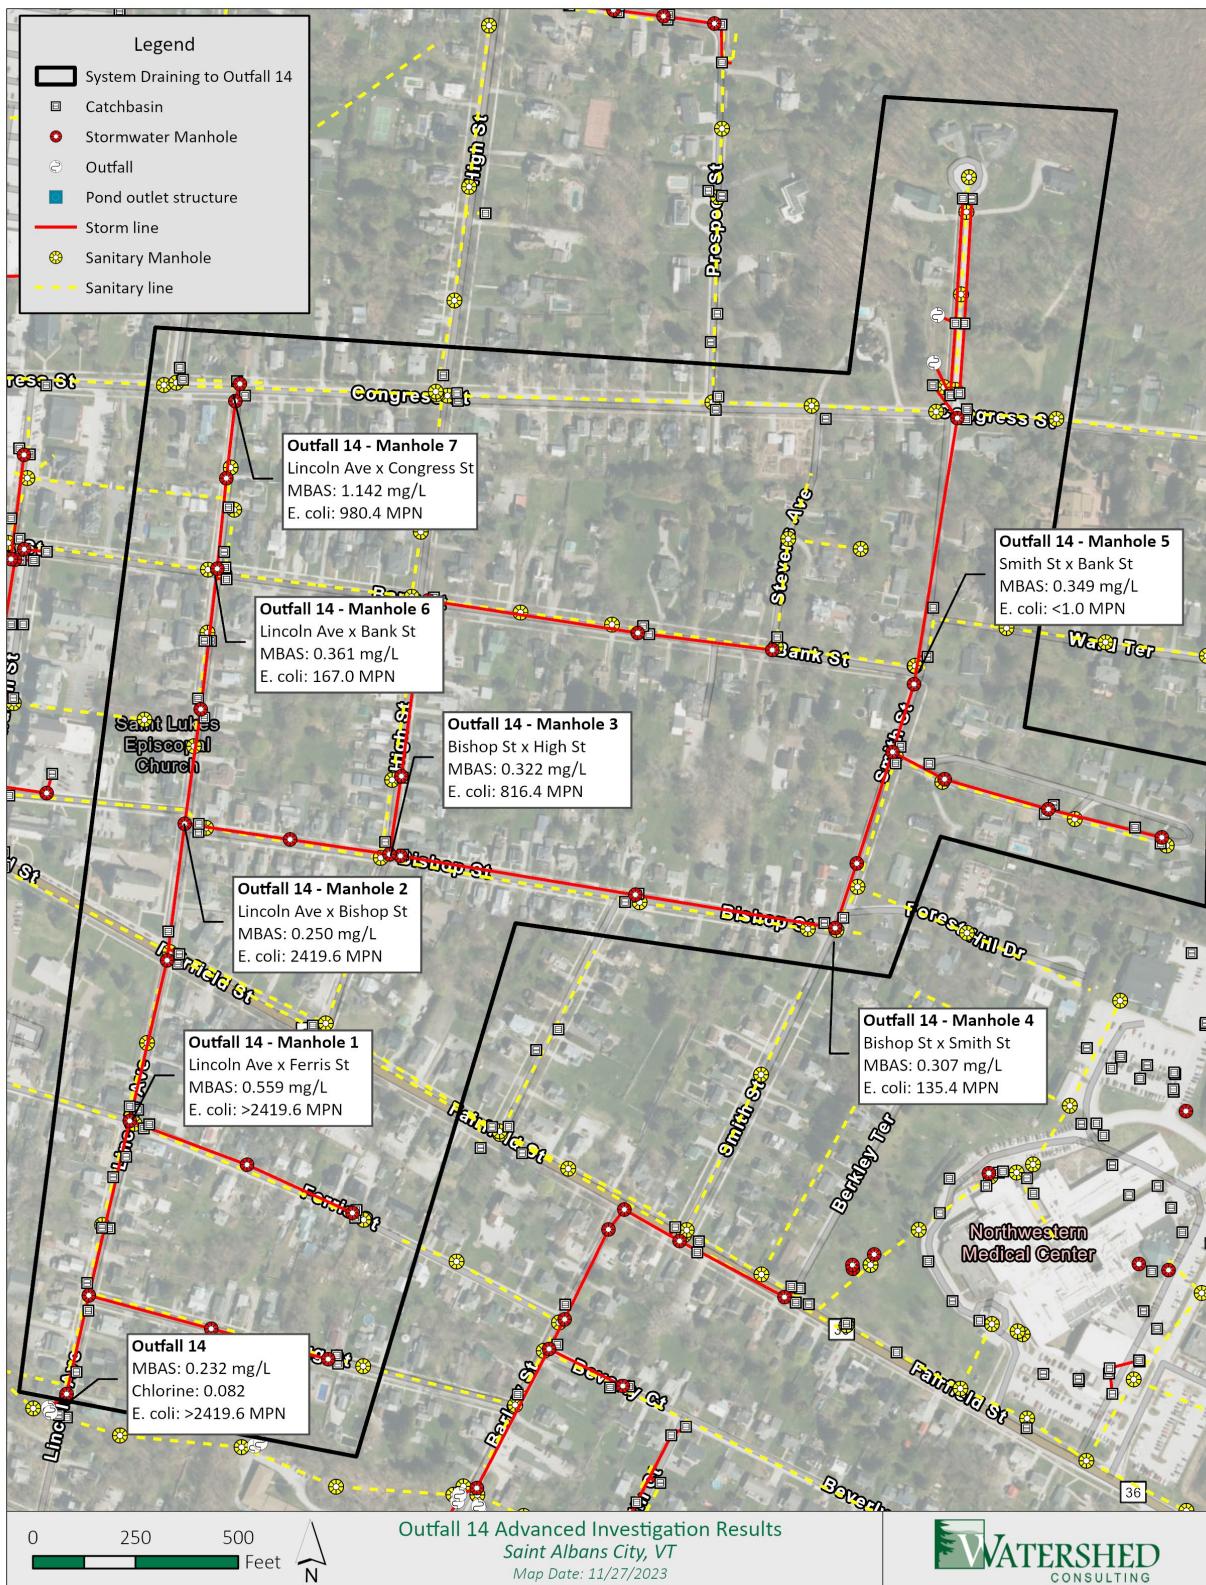 Legend
System Draining to Outfall 14
Catchbasin
Stormwater Manhole
Outfall
Pond outlet structure
Storm line
Sanitary Manhole
Sanitary line
High St
Prospect St
ress St
Congress St
Congress St
Outfall 14 - Manhole 7
Lincoln Ave x Congress St
MBAS: 1.142 mg/L
E. coli: 980.4 MPN
Stevens Ave
Outfall 14 - Manhole 5
Smith St x Bank St
MBAS: 0.349 mg/L
E. coli: <1.0 MPN
Outfall 14 - Manhole 6
Lincoln Ave x Bank St
MBAS: 0.361 mg/L
E. coli: 167.0 MPN
Bank St
Ward Ter
Saint Lukes
Episcopal
Church
High St
Outfall 14 - Manhole 3
Bishop St x High St
MBAS: 0.322 mg/L
E. coli: 816.4 MPN
Smith St
Bishop St
Outfall 14 - Manhole 2
Lincoln Ave x Bishop St
MBAS: 0.250 mg/L
E. coli: 2419.6 MPN
Bishop St
Forest Hill Dr
Fairfield St
Outfall 14 - Manhole 4
Bishop St x Smith St
MBAS: 0.307 mg/L
E. coli: 135.4 MPN
Outfall 14 - Manhole 1
Lincoln Ave x Ferris St
MBAS: 0.559 mg/L
E. coli: >2419.6 MPN
Fairfield St
Smith St
Berkley Ter
Ferris St
Northwestern
Medical Center
Outfall 14
MBAS: 0.232 mg/L
Chlorine: 0.082
E. coli: >2419.6 MPN
Beverly Ct
Fairfield St
Beverly
36
0 250 500
Feet
N
Outfall 14 Advanced Investigation Results
Saint Albans City, VT
Map Date: 11/27/2023
WATERSHED
CONSULTING